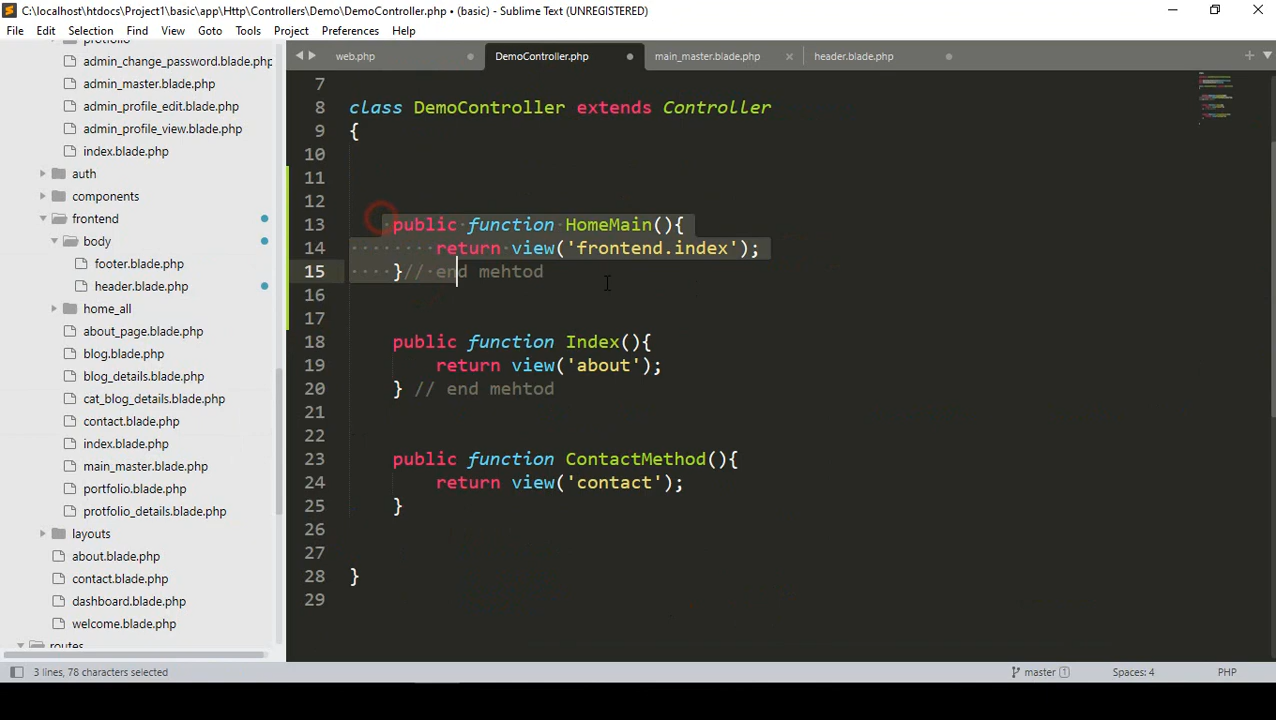 C:\localhost\htdocs\Project1\basic\app\Http\Controllers\Demo\DemoController.php • (basic) - Sublime Text (UNREGISTERED)
File Edit Selection Find View Goto Tools Project Preferences Help
web.php DemoController.php main_master.blade.php header.blade.php
protfolio
admin_change_password.blade.php
admin_master.blade.php
admin_profile_edit.blade.php
admin_profile_view.blade.php
index.blade.php
auth
components
frontend
body
footer.blade.php
header.blade.php
home_all
about_page.blade.php
blog.blade.php
blog_details.blade.php
cat_blog_details.blade.php
contact.blade.php
index.blade.php
main_master.blade.php
portfolio.blade.php
protfolio_details.blade.php
layouts
about.blade.php
contact.blade.php
dashboard.blade.php
welcome.blade.php
routes
7
8 class DemoController extends Controller
9 {
10
11
12
13 public function HomeMain(){
14 return view('frontend.index');
15 }// end mehtod
16
17
18 public function Index(){
19 return view('about');
20 } // end mehtod
21
22
23 public function ContactMethod(){
24 return view('contact');
25 }
26
27
28 }
29
3 lines, 78 characters selected
master 1 Spaces: 4 PHP